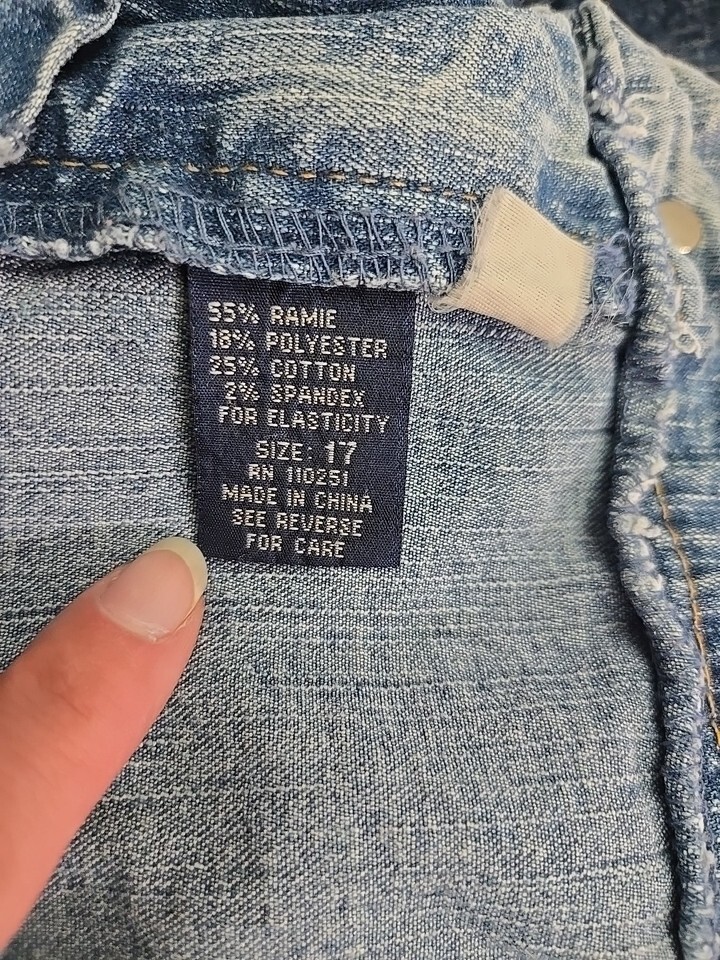 55% RAMIE
18% POLYESTER
25% COTTON
2% SPANDEX
FOR ELASTICITY
SIZE: 17
RN 110251
MADE IN CHINA
SEE REVERSE
FOR CARE